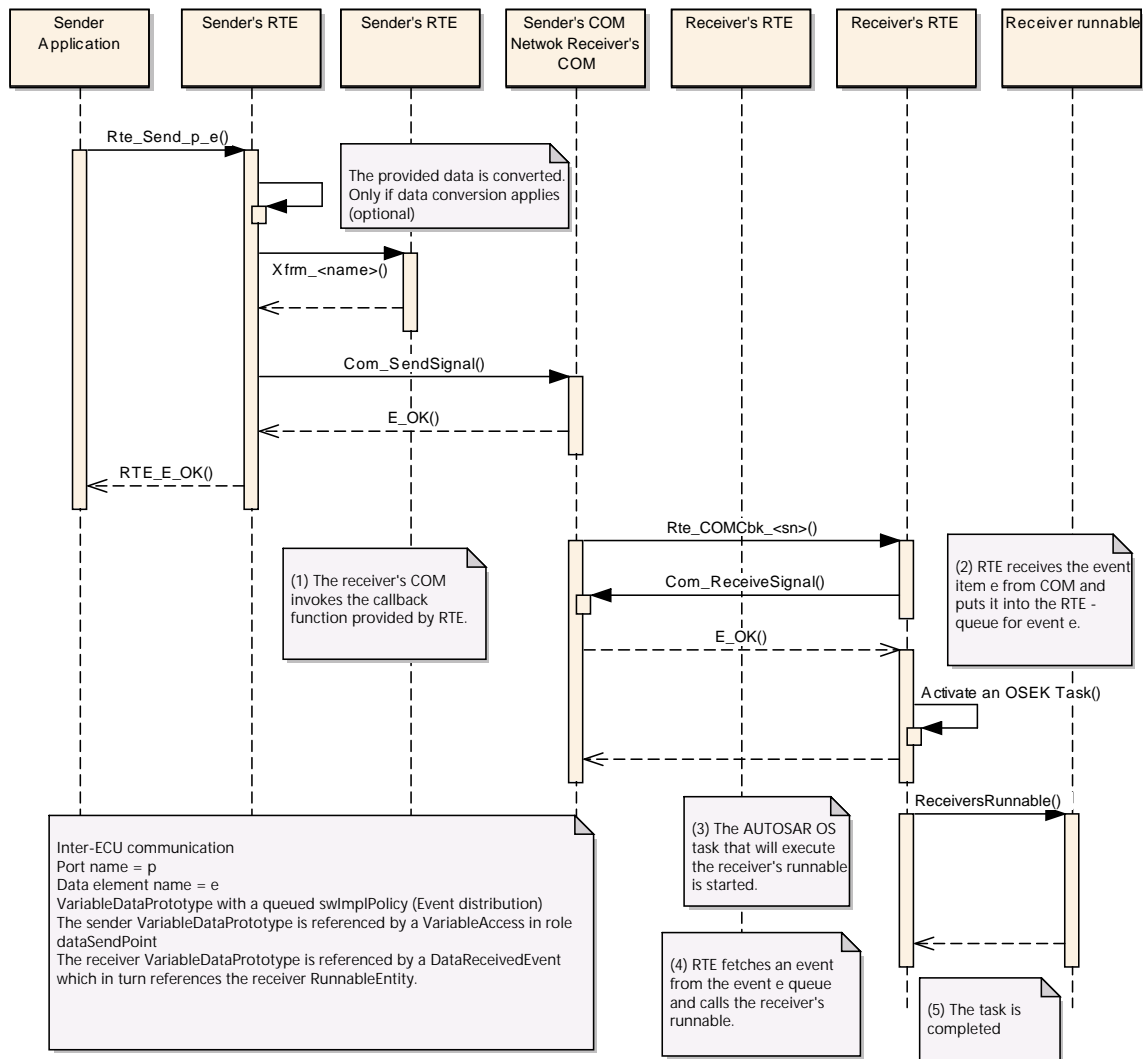 Sender
Application
Sender's RTE
Sender's RTE
Sender's COM
Netwok Receiver's
COM
Receiver's RTE
Receiver's RTE
Receiver runnable
Rte_Send_p_e()
The provided data is converted.
Only if data conversion applies
(optional)
Xfrm_<name>()
Com_SendSignal()
E_OK()
RTE_E_OK()
Rte_COMCbk_<sn>()
(1) The receiver's COM
invokes the callback
function provided by RTE.
Com_ReceiveSignal()
(2) RTE receives the event
item e from COM and
puts it into the RTE -
queue for event e.
E_OK()
Activate an OSEK Task()
ReceiversRunnable()
(3) The AUTOSAR OS
task that will execute
the receiver's runnable
is started.
Inter-ECU communication
Port name = p
Data element name = e
VariableDataPrototype with a queued swImplPolicy (Event distribution)
The sender VariableDataPrototype is referenced by a VariableAccess in role
dataSendPoint
The receiver VariableDataPrototype is referenced by a DataReceivedEvent
which in turn references the receiver RunnableEntity.
(4) RTE fetches an event
from the event e queue
and calls the receiver's
runnable.
(5) The task is
completed